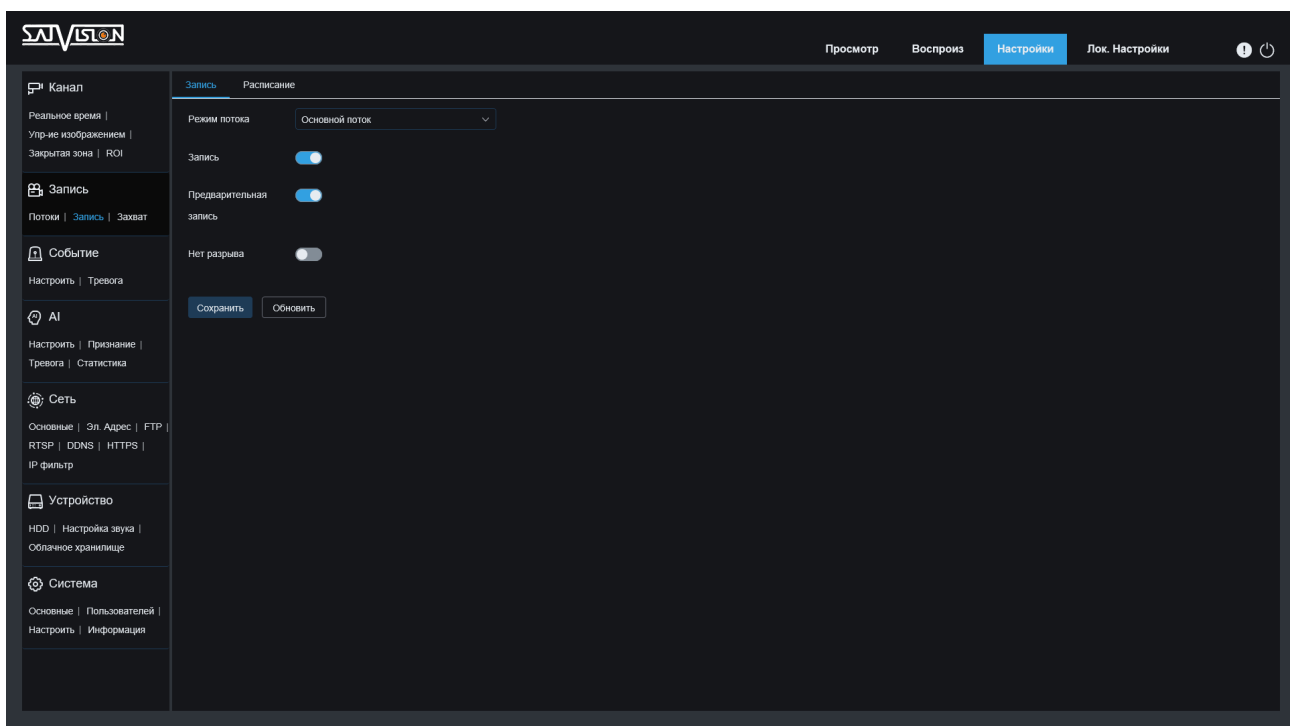 SATVISION
Просмотр Воспроиз Настройки Лок. Настройки
Канал
Реальное время |
Упр-ие изображением |
Закрытая зона | ROI
Запись
Потоки | Запись | Захват
Событие
Настроить | Тревога
AI
Настроить | Признание |
Тревога | Статистика
Сеть
Основные | Эл. Адрес | FTP |
RTSP | DDNS | HTTPS |
IP фильтр
Устройство
HDD | Настройка звука |
Облачное хранилище
Система
Основные | Пользователей |
Настроить | Информация
Запись Расписание
Режим потока Основной поток
Запись
Предварительная
запись
Нет разрыва
Сохранить Обновить